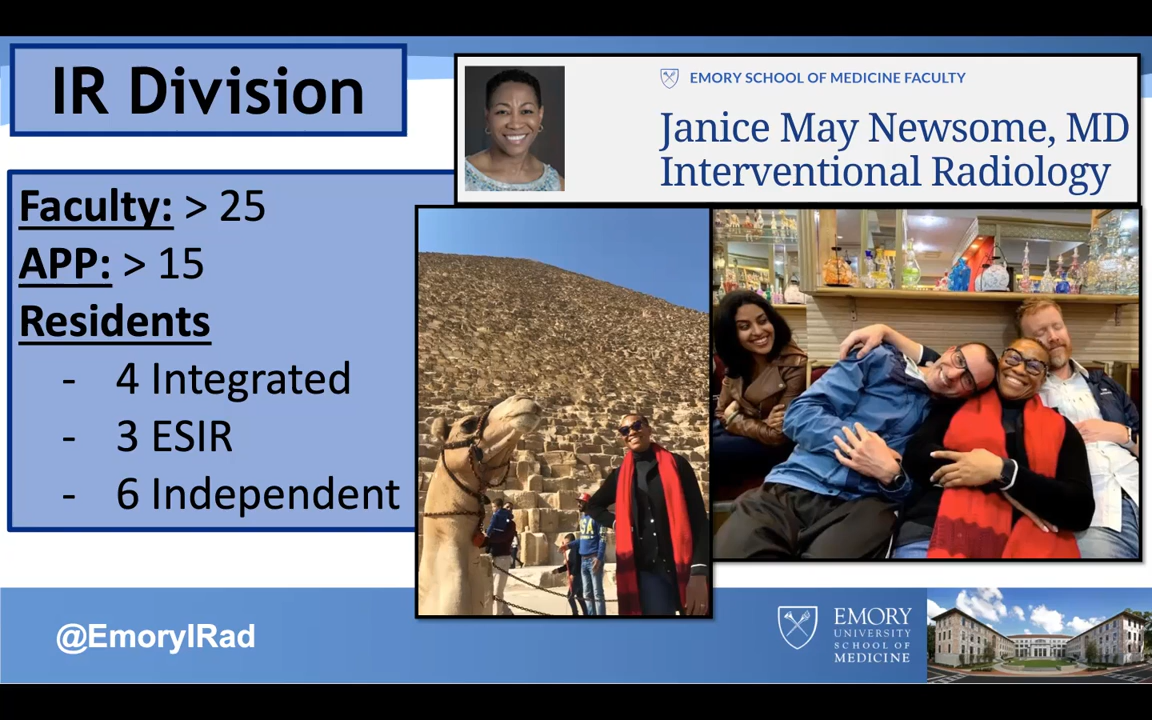 IR Division
EMORY SCHOOL OF MEDICINE FACULTY
Janice May Newsome, MD
Interventional Radiology
Faculty: > 25
APP: > 15
Residents
- 4 Integrated
- 3 ESIR
- 6 Independent
@EmoryIRad
EMORY
UNIVERSITY
SCHOOL OF
MEDICINE